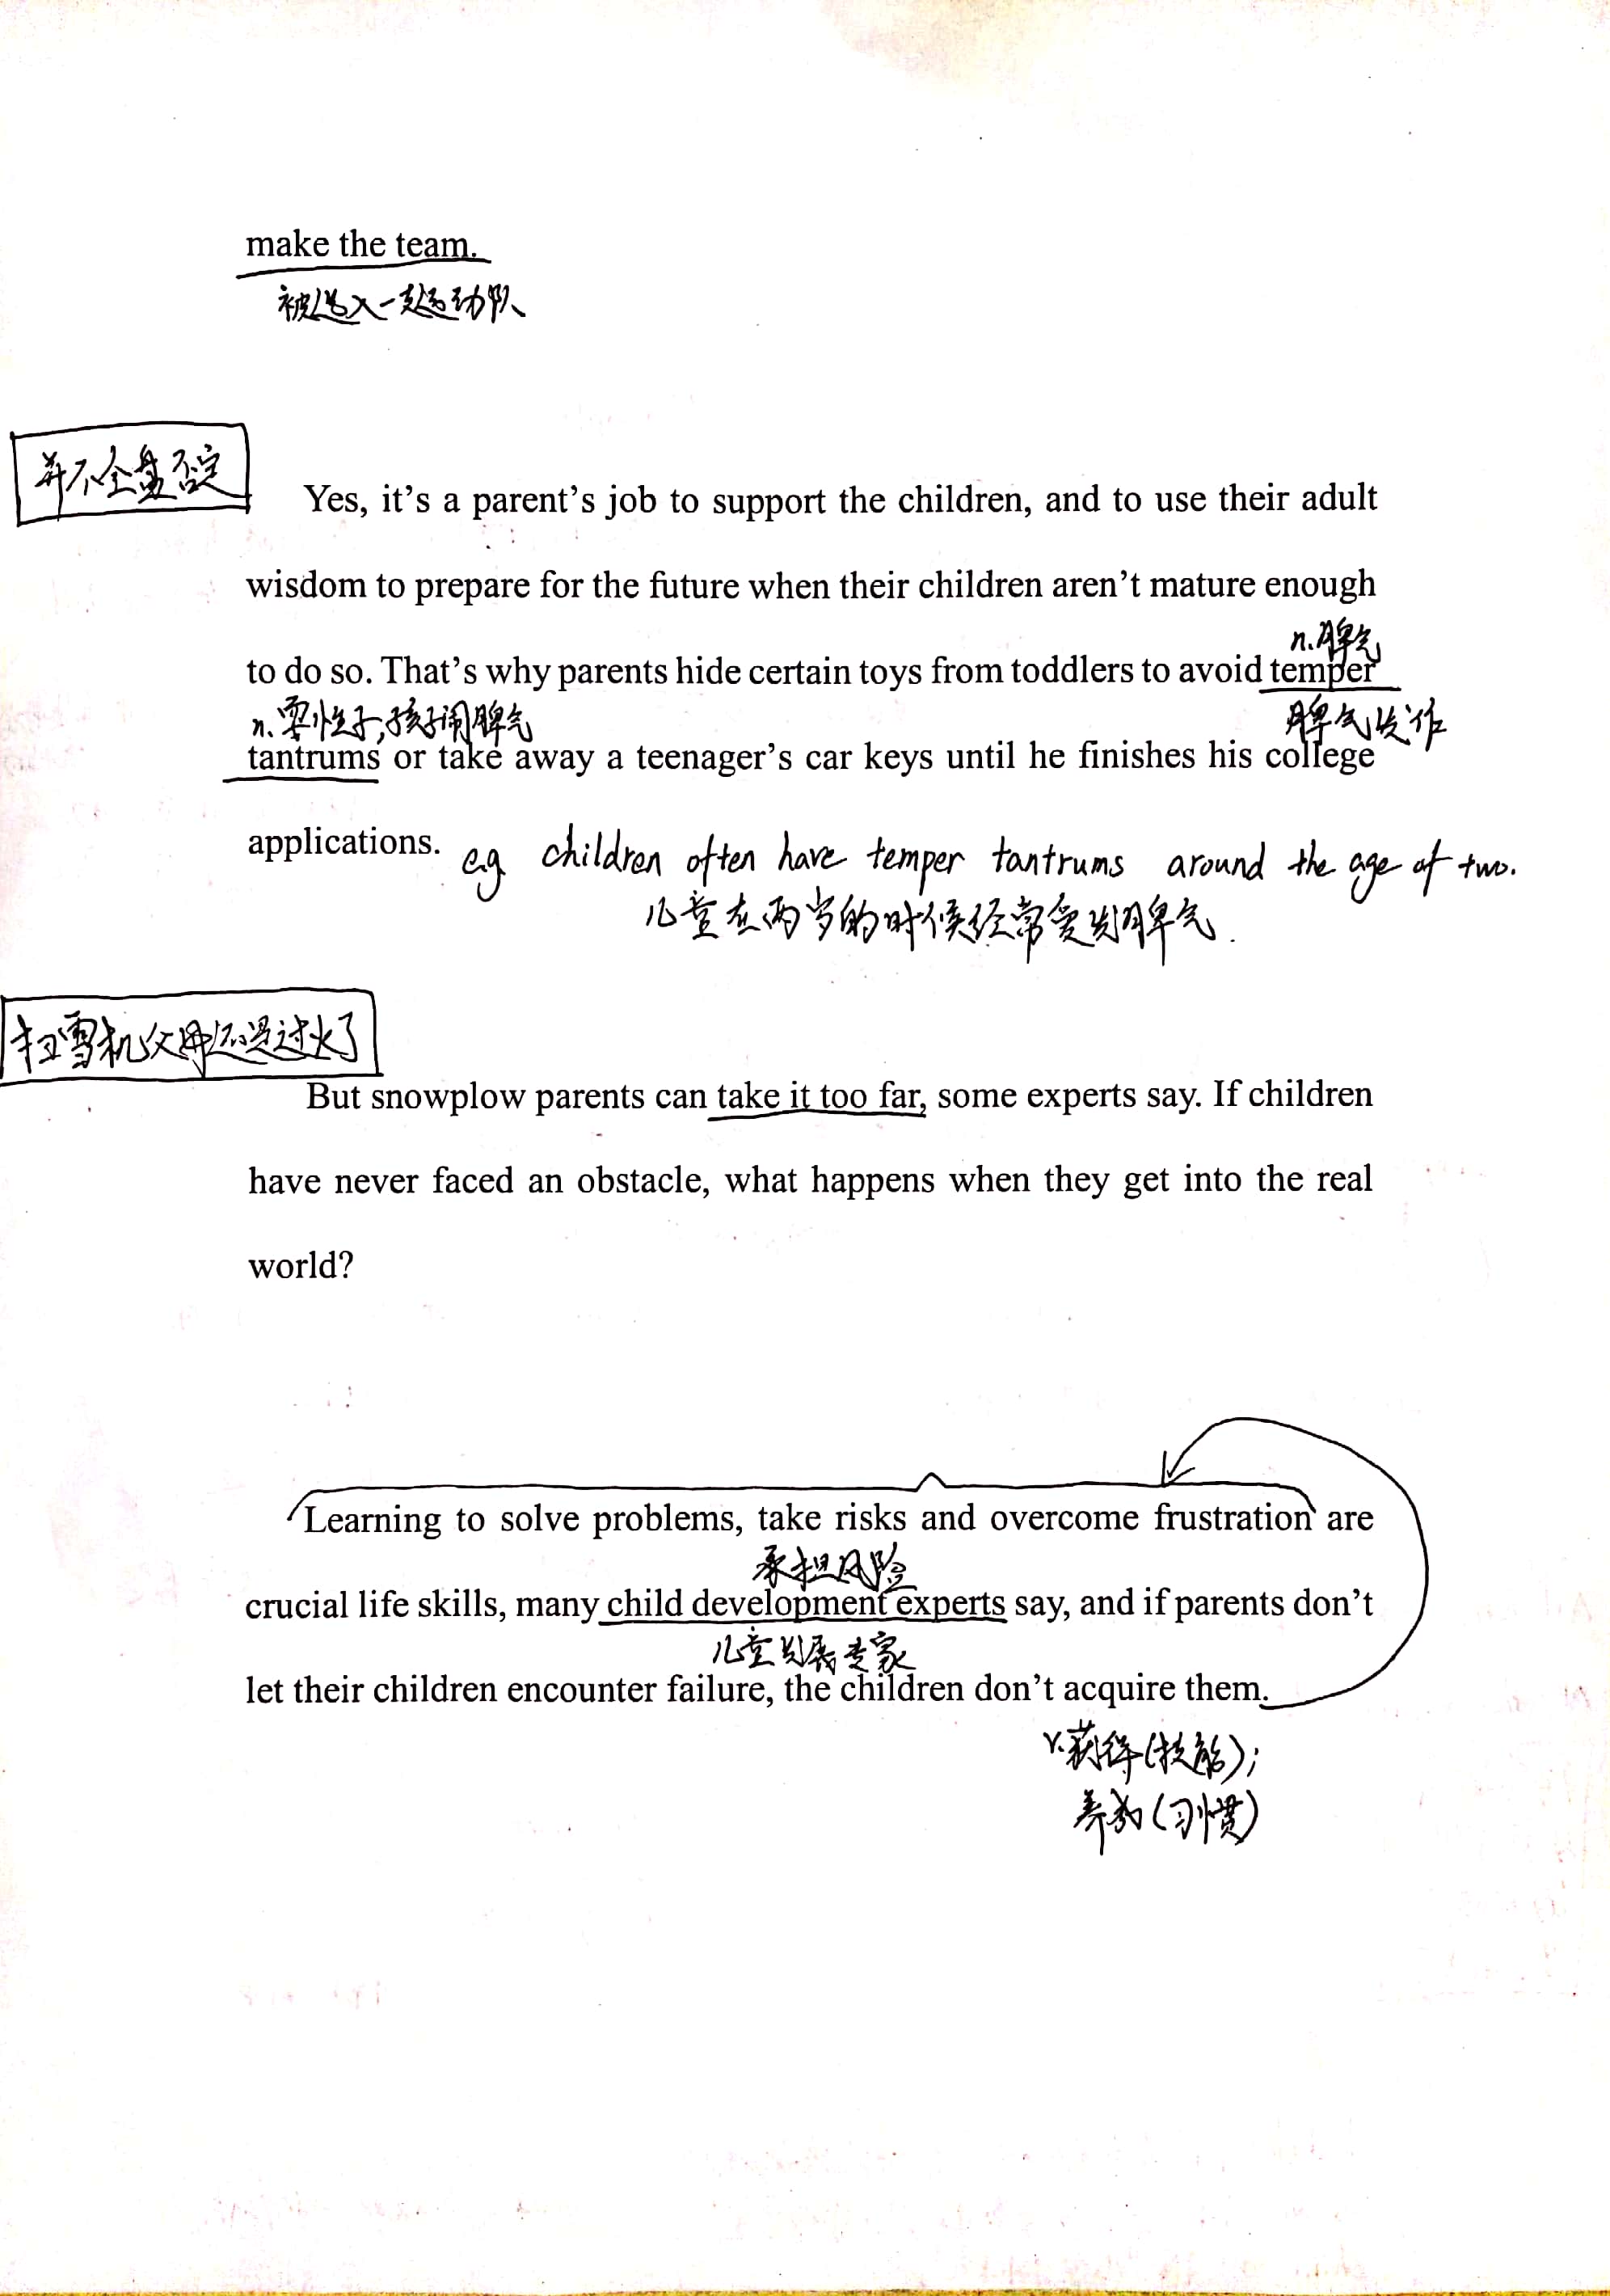 make the team.
被选入一支运动队
并不全盘否定
Yes, it’s a parent’s job to support the children, and to use their adult
wisdom to prepare for the future when their children aren’t mature enough
n.脾气
to do so. That’s why parents hide certain toys from toddlers to avoid temper
n.耍性子,孩子闹脾气
脾气发作
tantrums or take away a teenager’s car keys until he finishes his college
applications.
e.g children often have temper tantrums around the age of two.
儿童在两岁的时候经常爱发脾气.
扫雪机父母还是过火了
But snowplow parents can take it too far, some experts say. If children
have never faced an obstacle, what happens when they get into the real
world?
Learning to solve problems, take risks and overcome frustration are
承担风险
crucial life skills, many child development experts say, and if parents don’t
儿童发展专家
let their children encounter failure, the children don’t acquire them.
v.获得(技能);
养成(习惯)